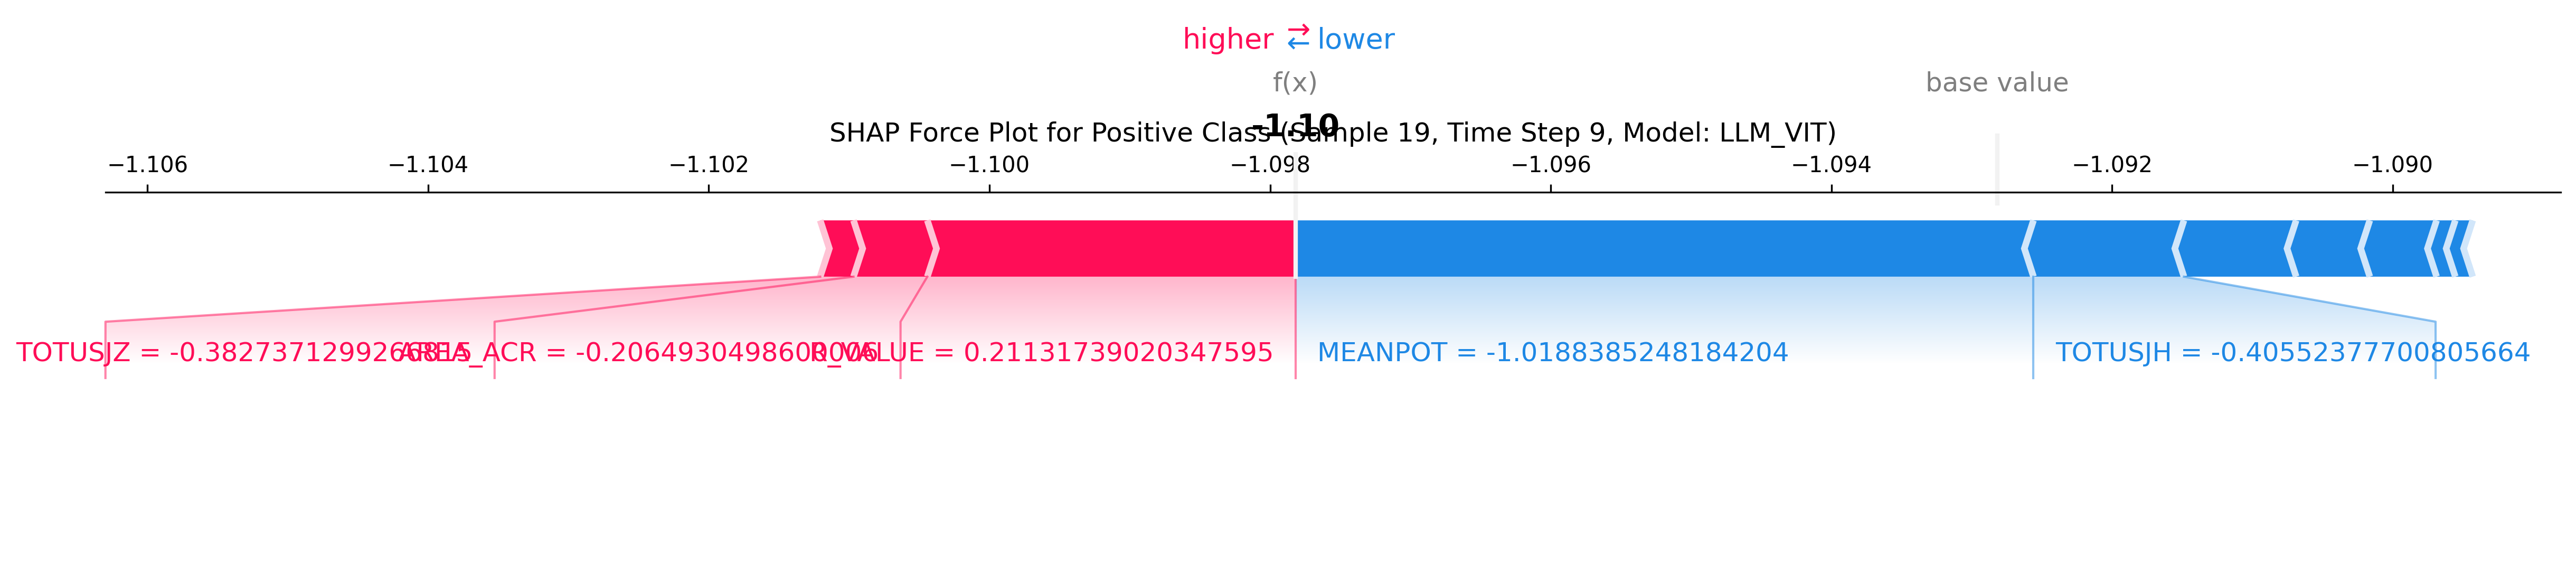 higher ⇄ lower
f(x)
base value
-1.10
SHAP Force Plot for Positive Class (Sample 19, Time Step 9, Model: LLM_VIT)
−1.106 −1.104 −1.102 −1.100 −1.098 −1.096 −1.094 −1.092 −1.090
TOTUSJZ = -0.3827371299266815 AREA_ACR = -0.2064930498600006 R_VALUE = 0.21131739020347595 MEANPOT = -1.0188385248184204 TOTUSJH = -0.40552377700805664